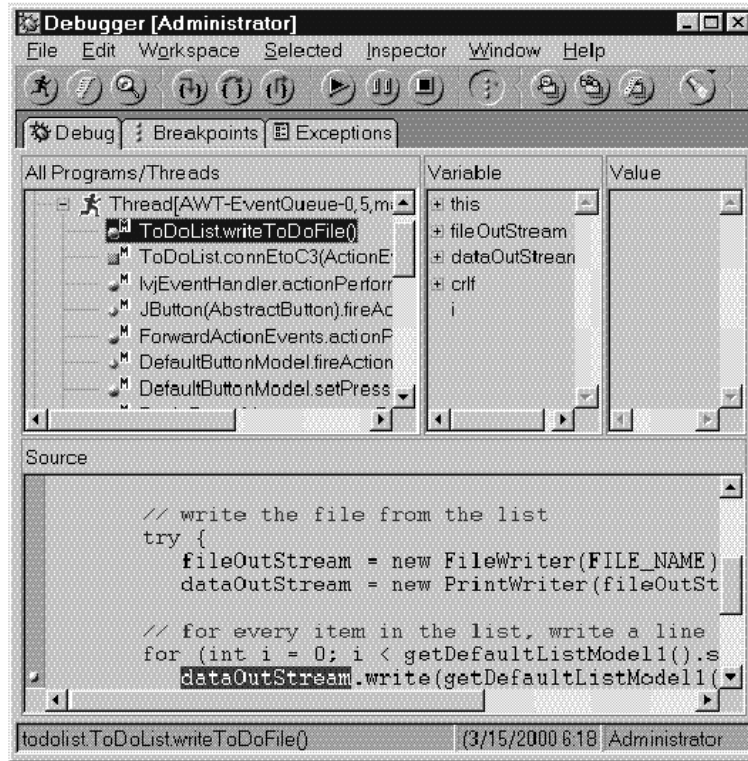 Debugger [Administrator]
File Edit Workspace Selected Inspector Window Help
Debug Breakpoints Exceptions
All Programs/Threads
Thread[AWT-EventQueue-0,5,m
ToDoList.writeToDoFile()
ToDoList.connEtoC3(ActionE
IvjEventHandler.actionPerforr
JButton(AbstractButton).fireAc
ForwardActionEvents.actionP
DefaultButtonModel.fireAction
DefaultButtonModel.setPress
Variable
this
fileOutStream
dataOutStrean
crlf
i
Value
Source
// write the file from the list
try {
fileOutStream = new FileWriter(FILE_NAME)
dataOutStream = new PrintWriter(fileOutSt
// for every item in the list, write a line
for (int i = 0; i < getDefaultListModel1().s
dataOutStream.write(getDefaultListModel1(
todolist.ToDoList.writeToDoFile() (3/15/2000 6:18 Administrator